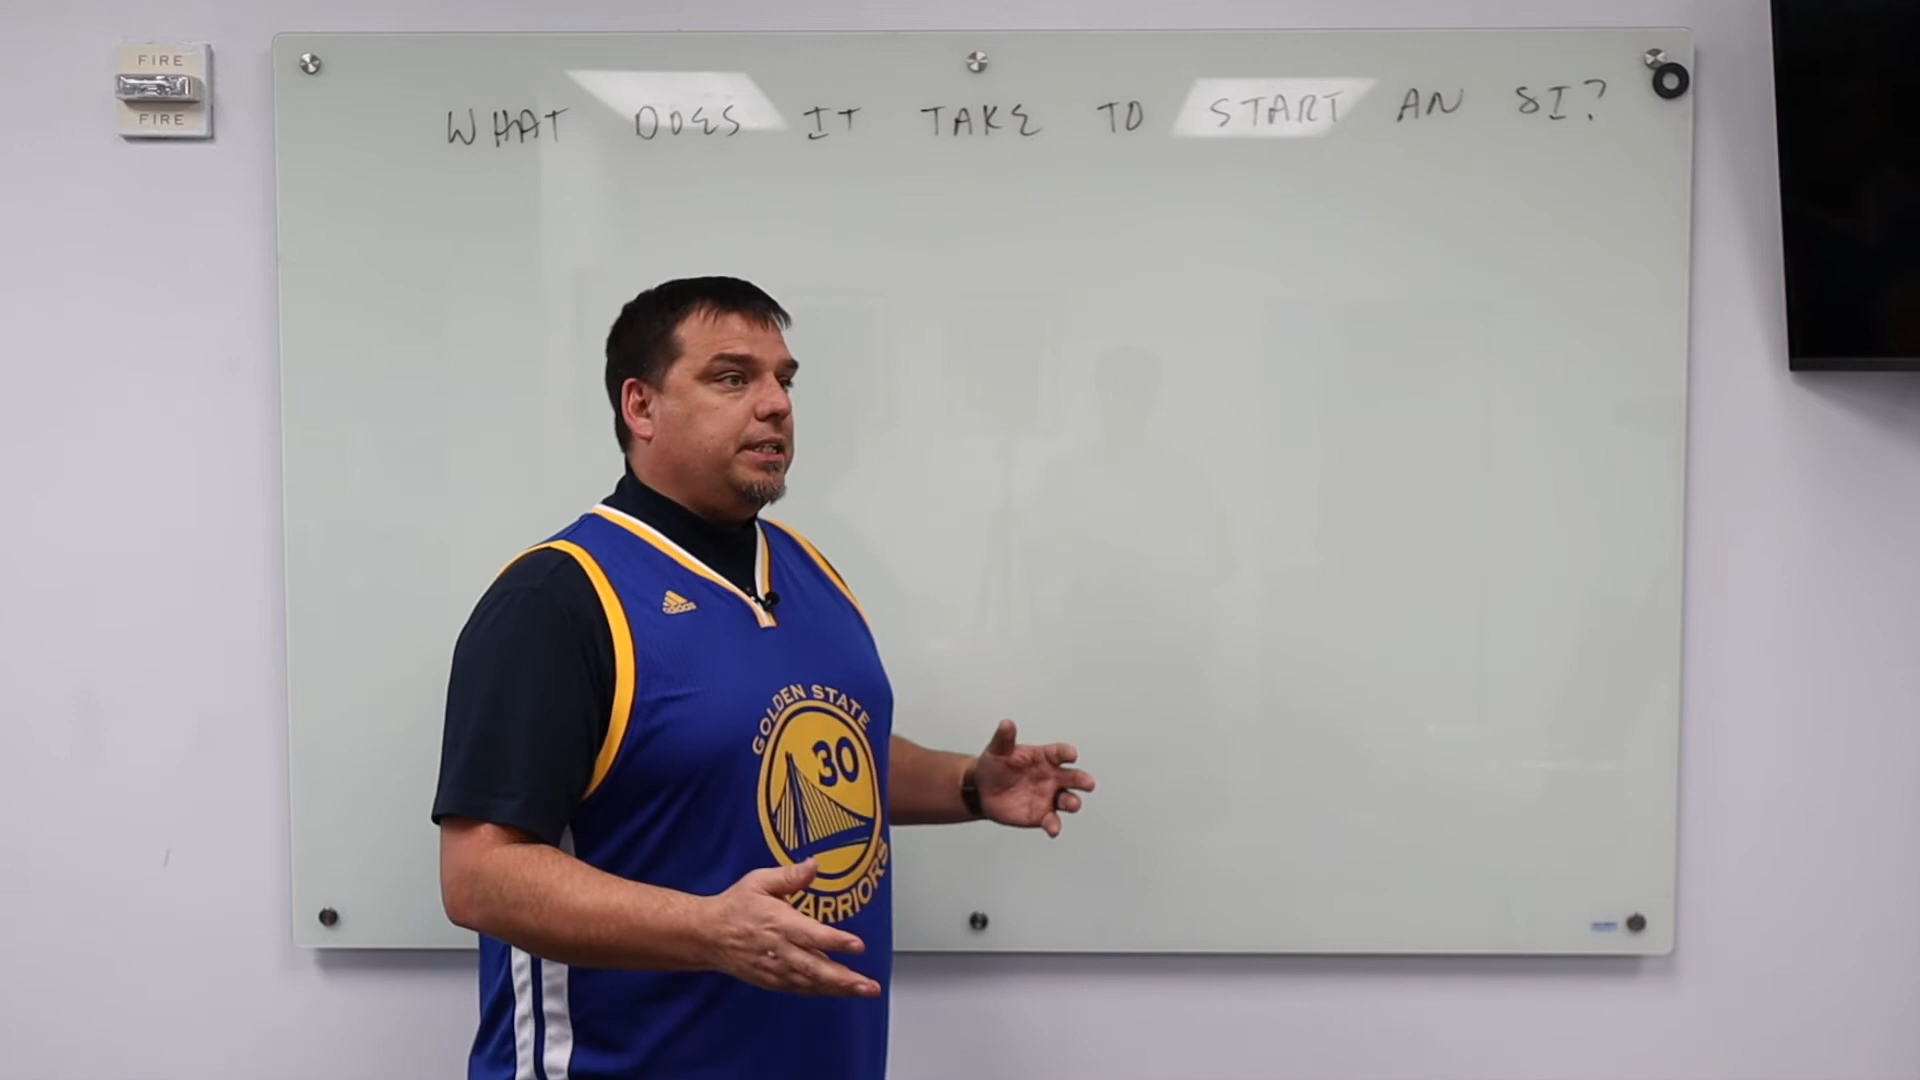 FIRE
FIRE
WHAT DOES IT TAKE TO START AN SI?
adidas
GOLDEN STATE
30
WARRIORS